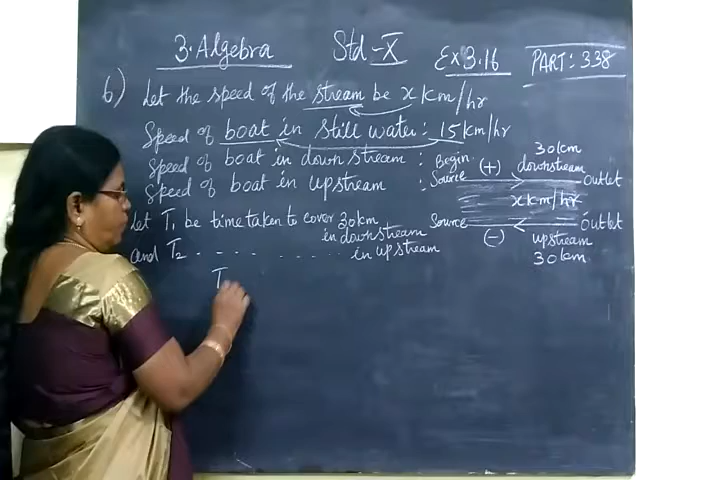 3. Algebra Std - X Ex 3.16 PART: 338
6) Let the speed of the stream be x Km/hr
Speed of boat in still water: 15 km/hr
Speed of boat in down stream :
Speed of boat in upstream :
Let T1 be time taken to cover 30km
in downstream
and T2 - - - - - - - - - - in upstream
T
30km
Begin (+) downstream
Source outlet
x km/hr
Source outlet
(-) upstream
30km